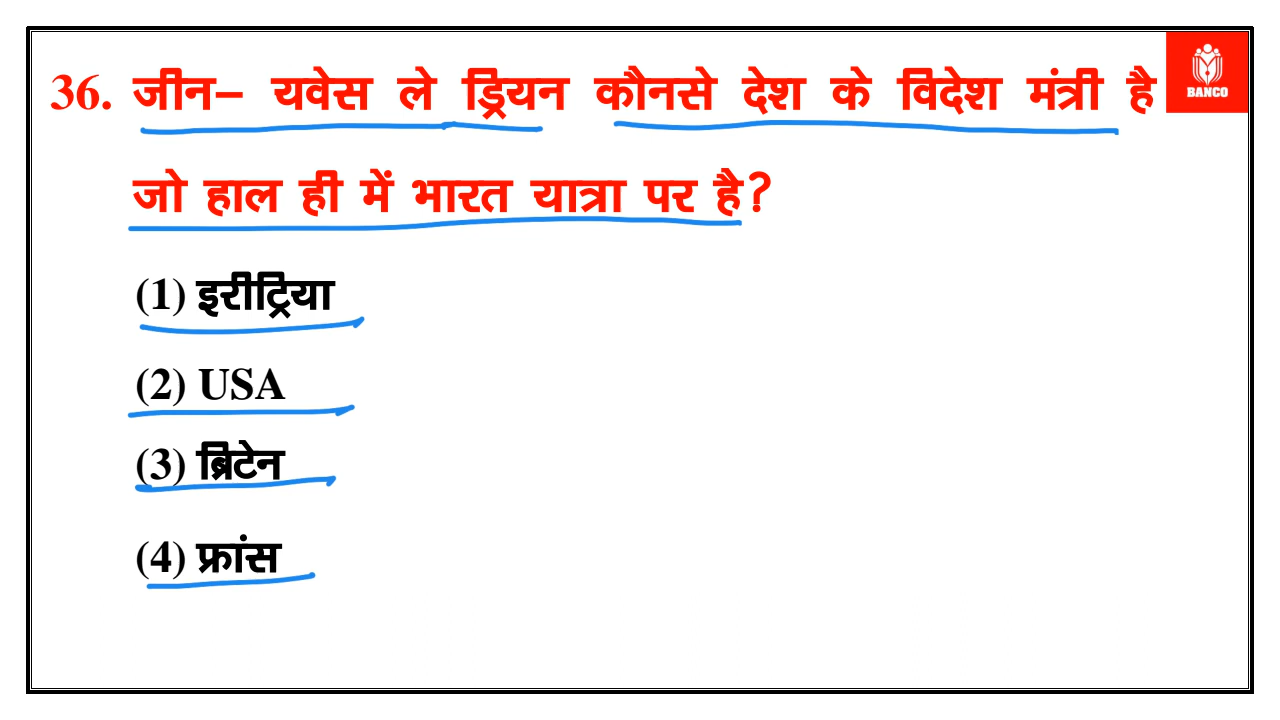 36. जीन– यवेस ले ड्रियन कौनसे देश के विदेश मंत्री है
BANCO
जो हाल ही में भारत यात्रा पर है?
(1) इरीट्रिया
(2) USA
(3) ब्रिटेन
(4) फ्रांस